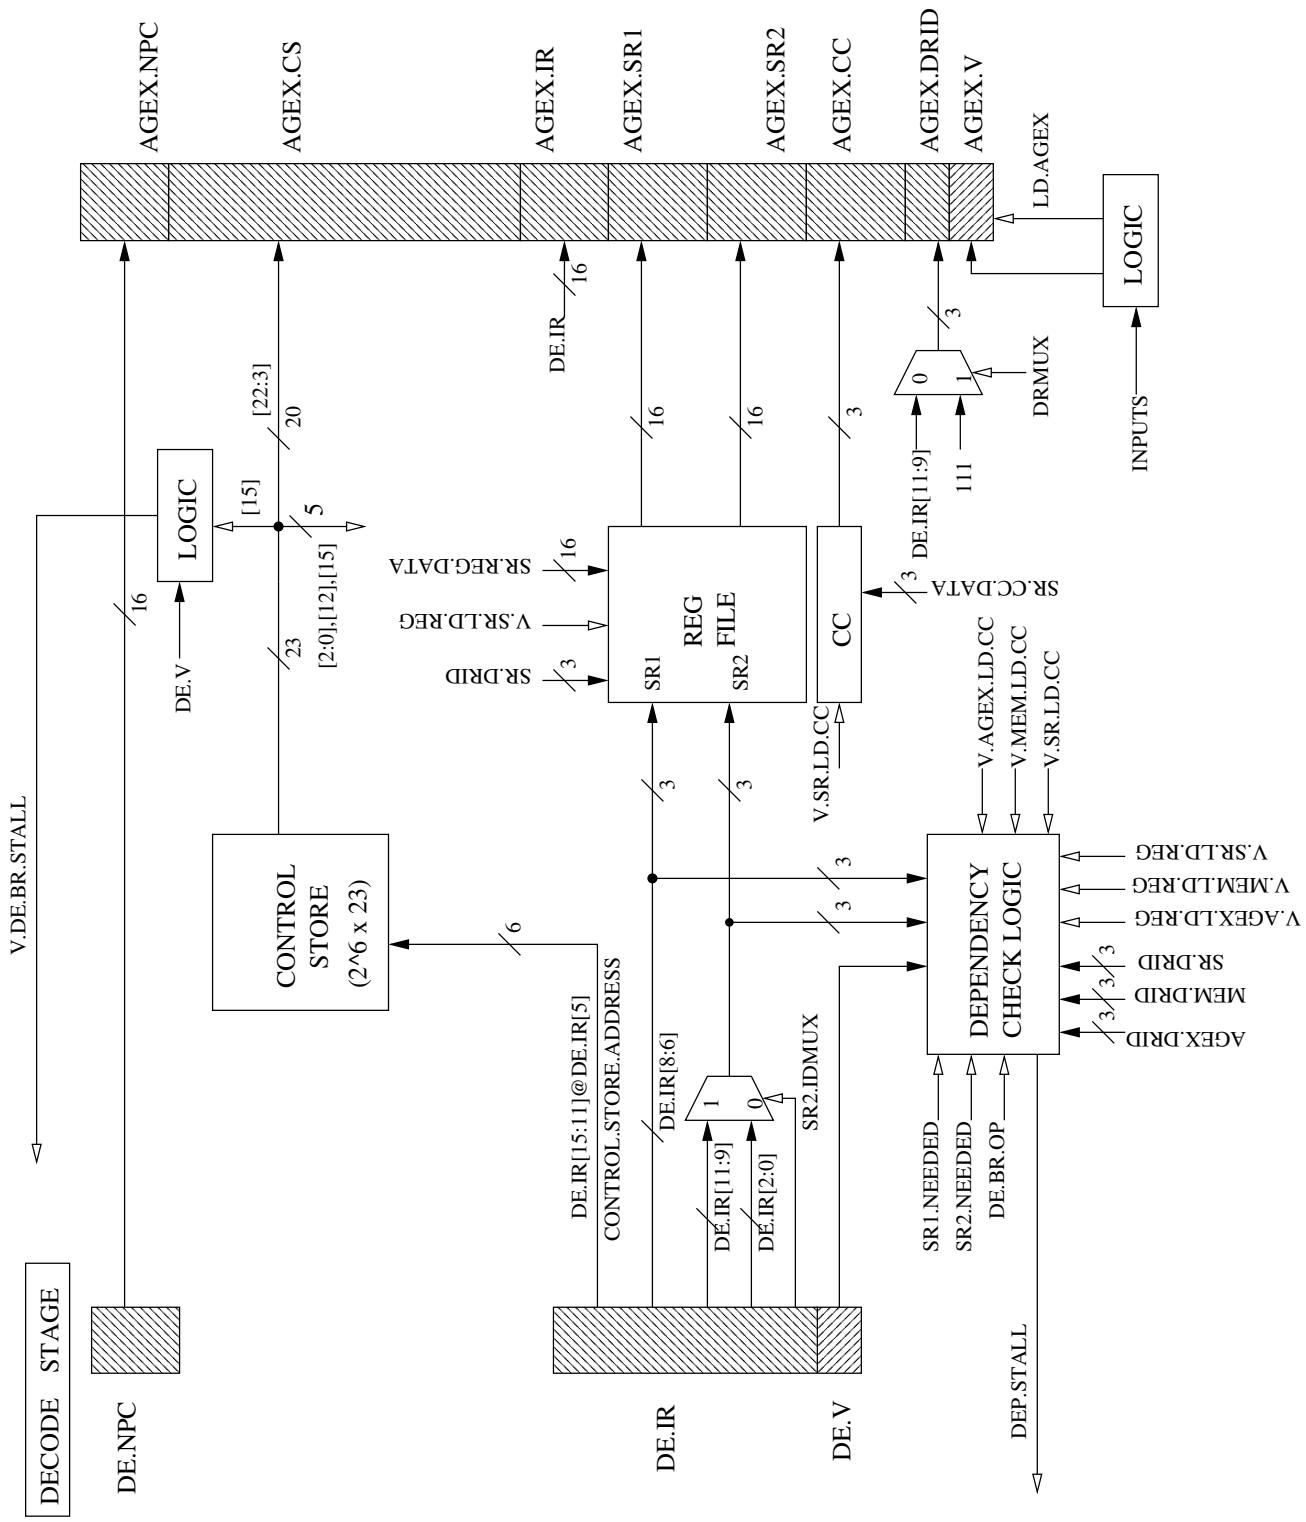 DECODE STAGE
V.DE.BR.STALL
DE.NPC
16
AGEX.NPC
DE.V
LOGIC
[15]
CONTROL
STORE
(2^6 x 23)
23
[2:0],[12],[15]
5
[22:3]
20
AGEX.CS
6
DE.IR[15:11]@DE.IR[5]
CONTROL.STORE.ADDRESS
DE.IR
16
AGEX.IR
SR.DRID
3
V.SR.LD.REG
SR.REG.DATA
16
DE.IR
DE.IR[8:6]
3
SR1
REG
FILE
SR2
16
AGEX.SR1
DE.IR[11:9]
DE.IR[2:0]
1
0
SR2.IDMUX
3
16
AGEX.SR2
DE.V
V.SR.LD.CC
CC
3
SR.CC.DATA
3
AGEX.CC
3
3
DE.IR[11:9]
111
0
1
DRMUX
3
AGEX.DRID
AGEX.V
LD.AGEX
INPUTS
LOGIC
SR1.NEEDED
SR2.NEEDED
DE.BR.OP
DEPENDENCY
CHECK LOGIC
V.AGEX.LD.CC
V.MEM.LD.CC
V.SR.LD.CC
AGEX.DRID
3
MEM.DRID
3
SR.DRID
3
V.AGEX.LD.REG
V.MEM.LD.REG
V.SR.LD.REG
DEP.STALL